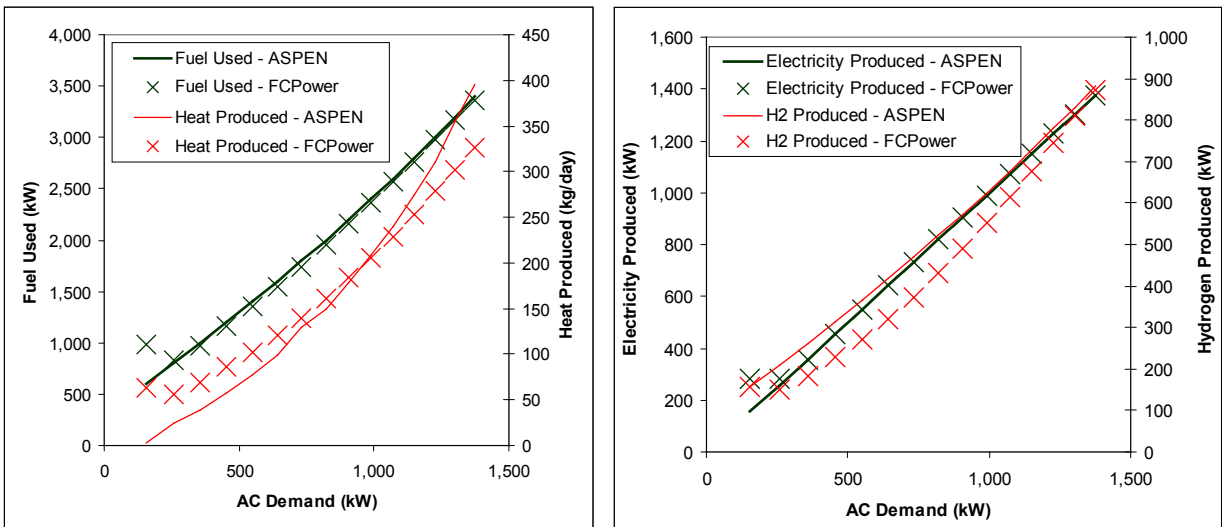 4,000
3,500
3,000
2,500
2,000
1,500
1,000
500
0
Fuel Used (kW)
Fuel Used - ASPEN
Fuel Used - FCPower
Heat Produced - ASPEN
Heat Produced - FCPower
450
400
350
300
250
200
150
100
50
0
Heat Produced (kg/day)
0 500 1,000 1,500
AC Demand (kW)
1,600
1,400
1,200
1,000
800
600
400
200
0
Electricity Produced (kW)
Electricity Produced - ASPEN
Electricity Produced - FCPower
H2 Produced - ASPEN
H2 Produced - FCPower
1,000
900
800
700
600
500
400
300
200
100
0
Hydrogen Produced (kW)
0 500 1,000 1,500
AC Demand (kW)